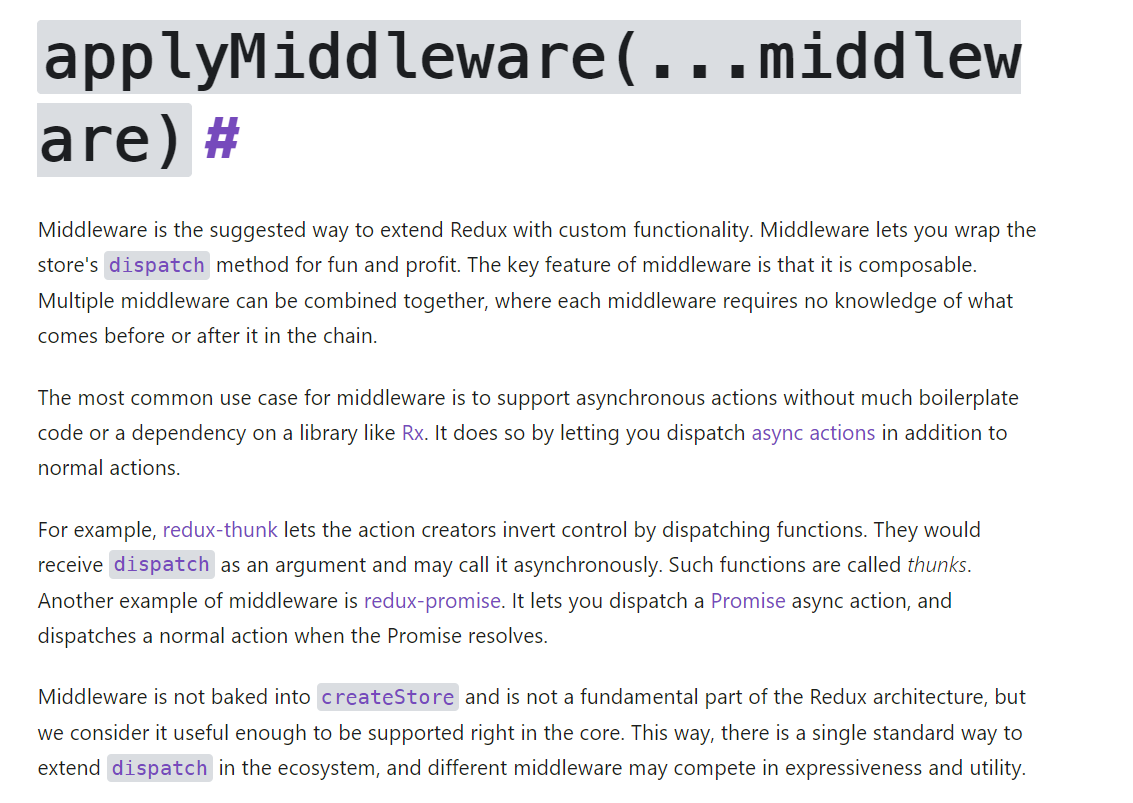 applyMiddleware(...middlew
are) #
Middleware is the suggested way to extend Redux with custom functionality. Middleware lets you wrap the
store's dispatch method for fun and profit. The key feature of middleware is that it is composable.
Multiple middleware can be combined together, where each middleware requires no knowledge of what
comes before or after it in the chain.
The most common use case for middleware is to support asynchronous actions without much boilerplate
code or a dependency on a library like Rx. It does so by letting you dispatch async actions in addition to
normal actions.
For example, redux-thunk lets the action creators invert control by dispatching functions. They would
receive dispatch as an argument and may call it asynchronously. Such functions are called thunks.
Another example of middleware is redux-promise. It lets you dispatch a Promise async action, and
dispatches a normal action when the Promise resolves.
Middleware is not baked into createStore and is not a fundamental part of the Redux architecture, but
we consider it useful enough to be supported right in the core. This way, there is a single standard way to
extend dispatch in the ecosystem, and different middleware may compete in expressiveness and utility.